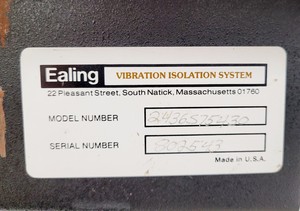 Ealing VIBRATION ISOLATION SYSTEM
22 Pleasant Street, South Natick, Massachusetts 01760
MODEL NUMBER
SERIAL NUMBER
Made in U.S.A.